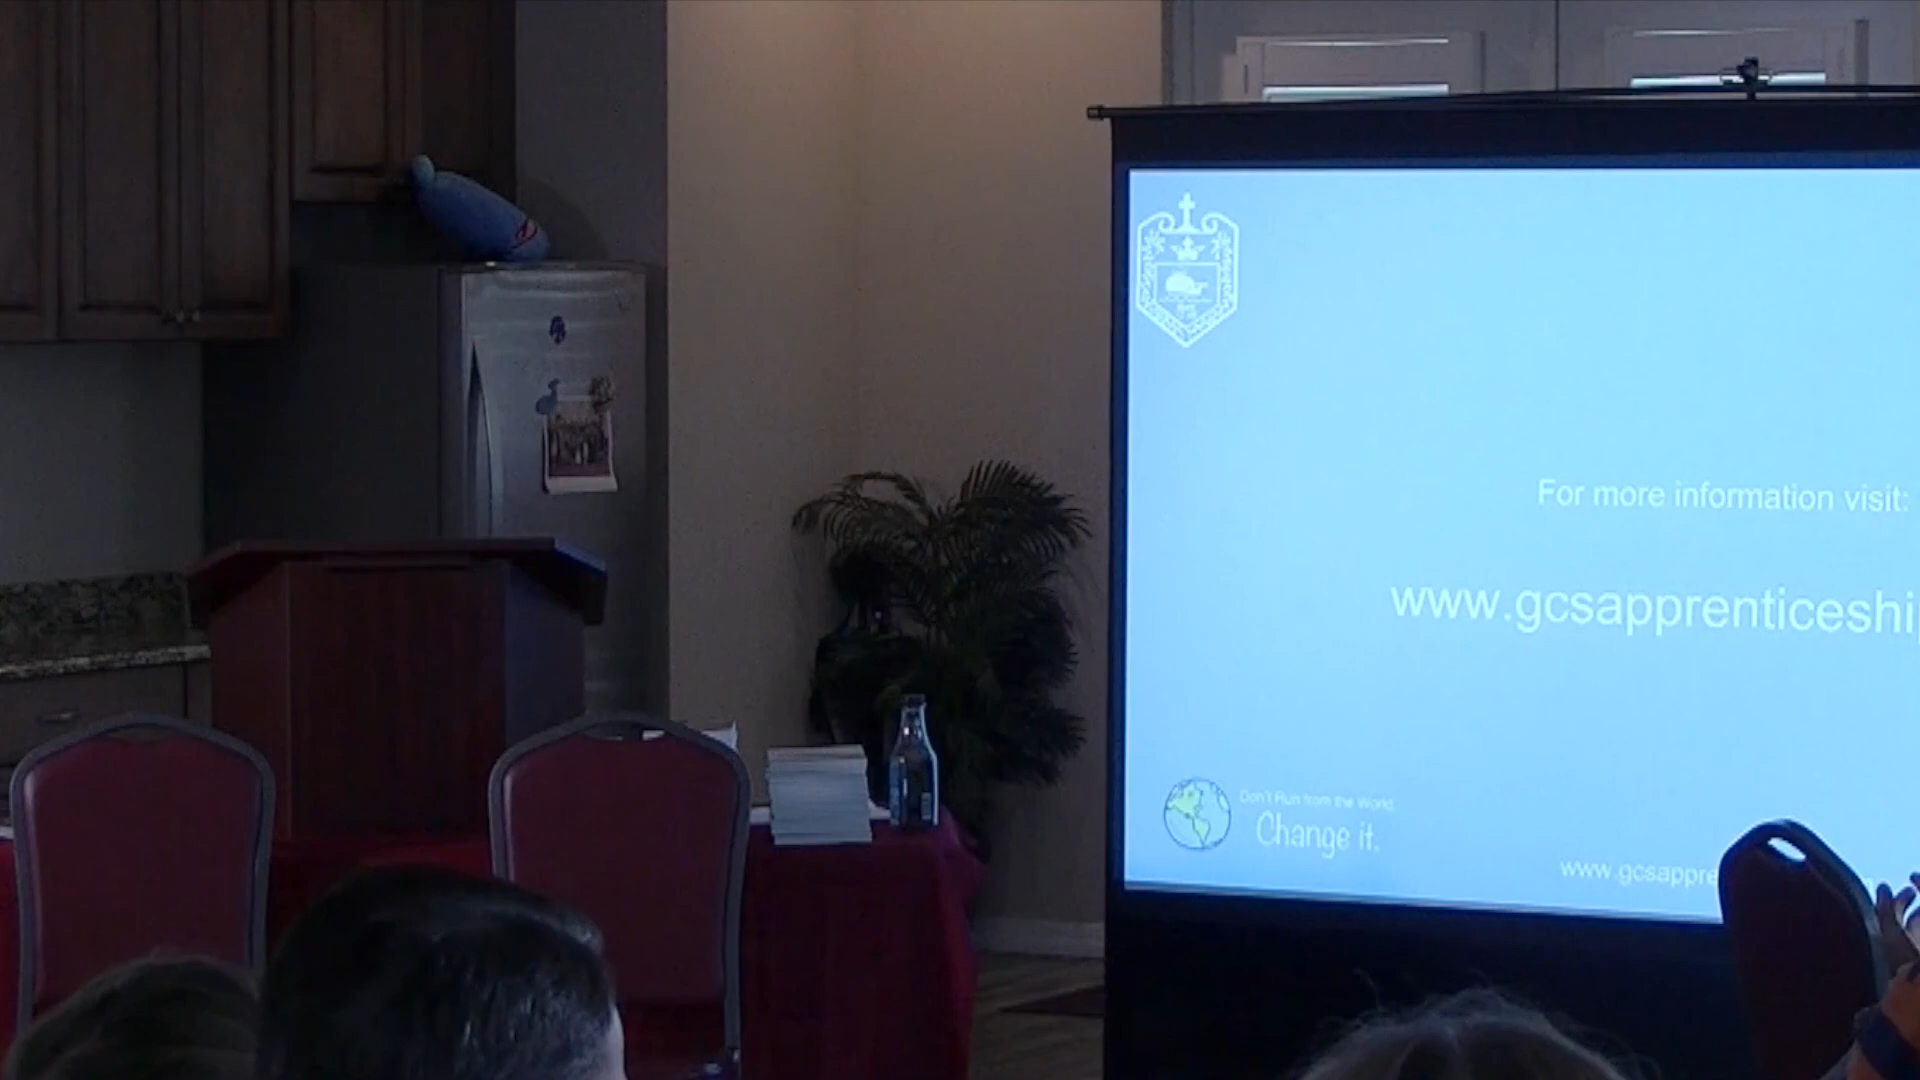 For more information visit:
www.gcsapprenticeshi
Don't Run from the World.
Change it.
www.gcsappre